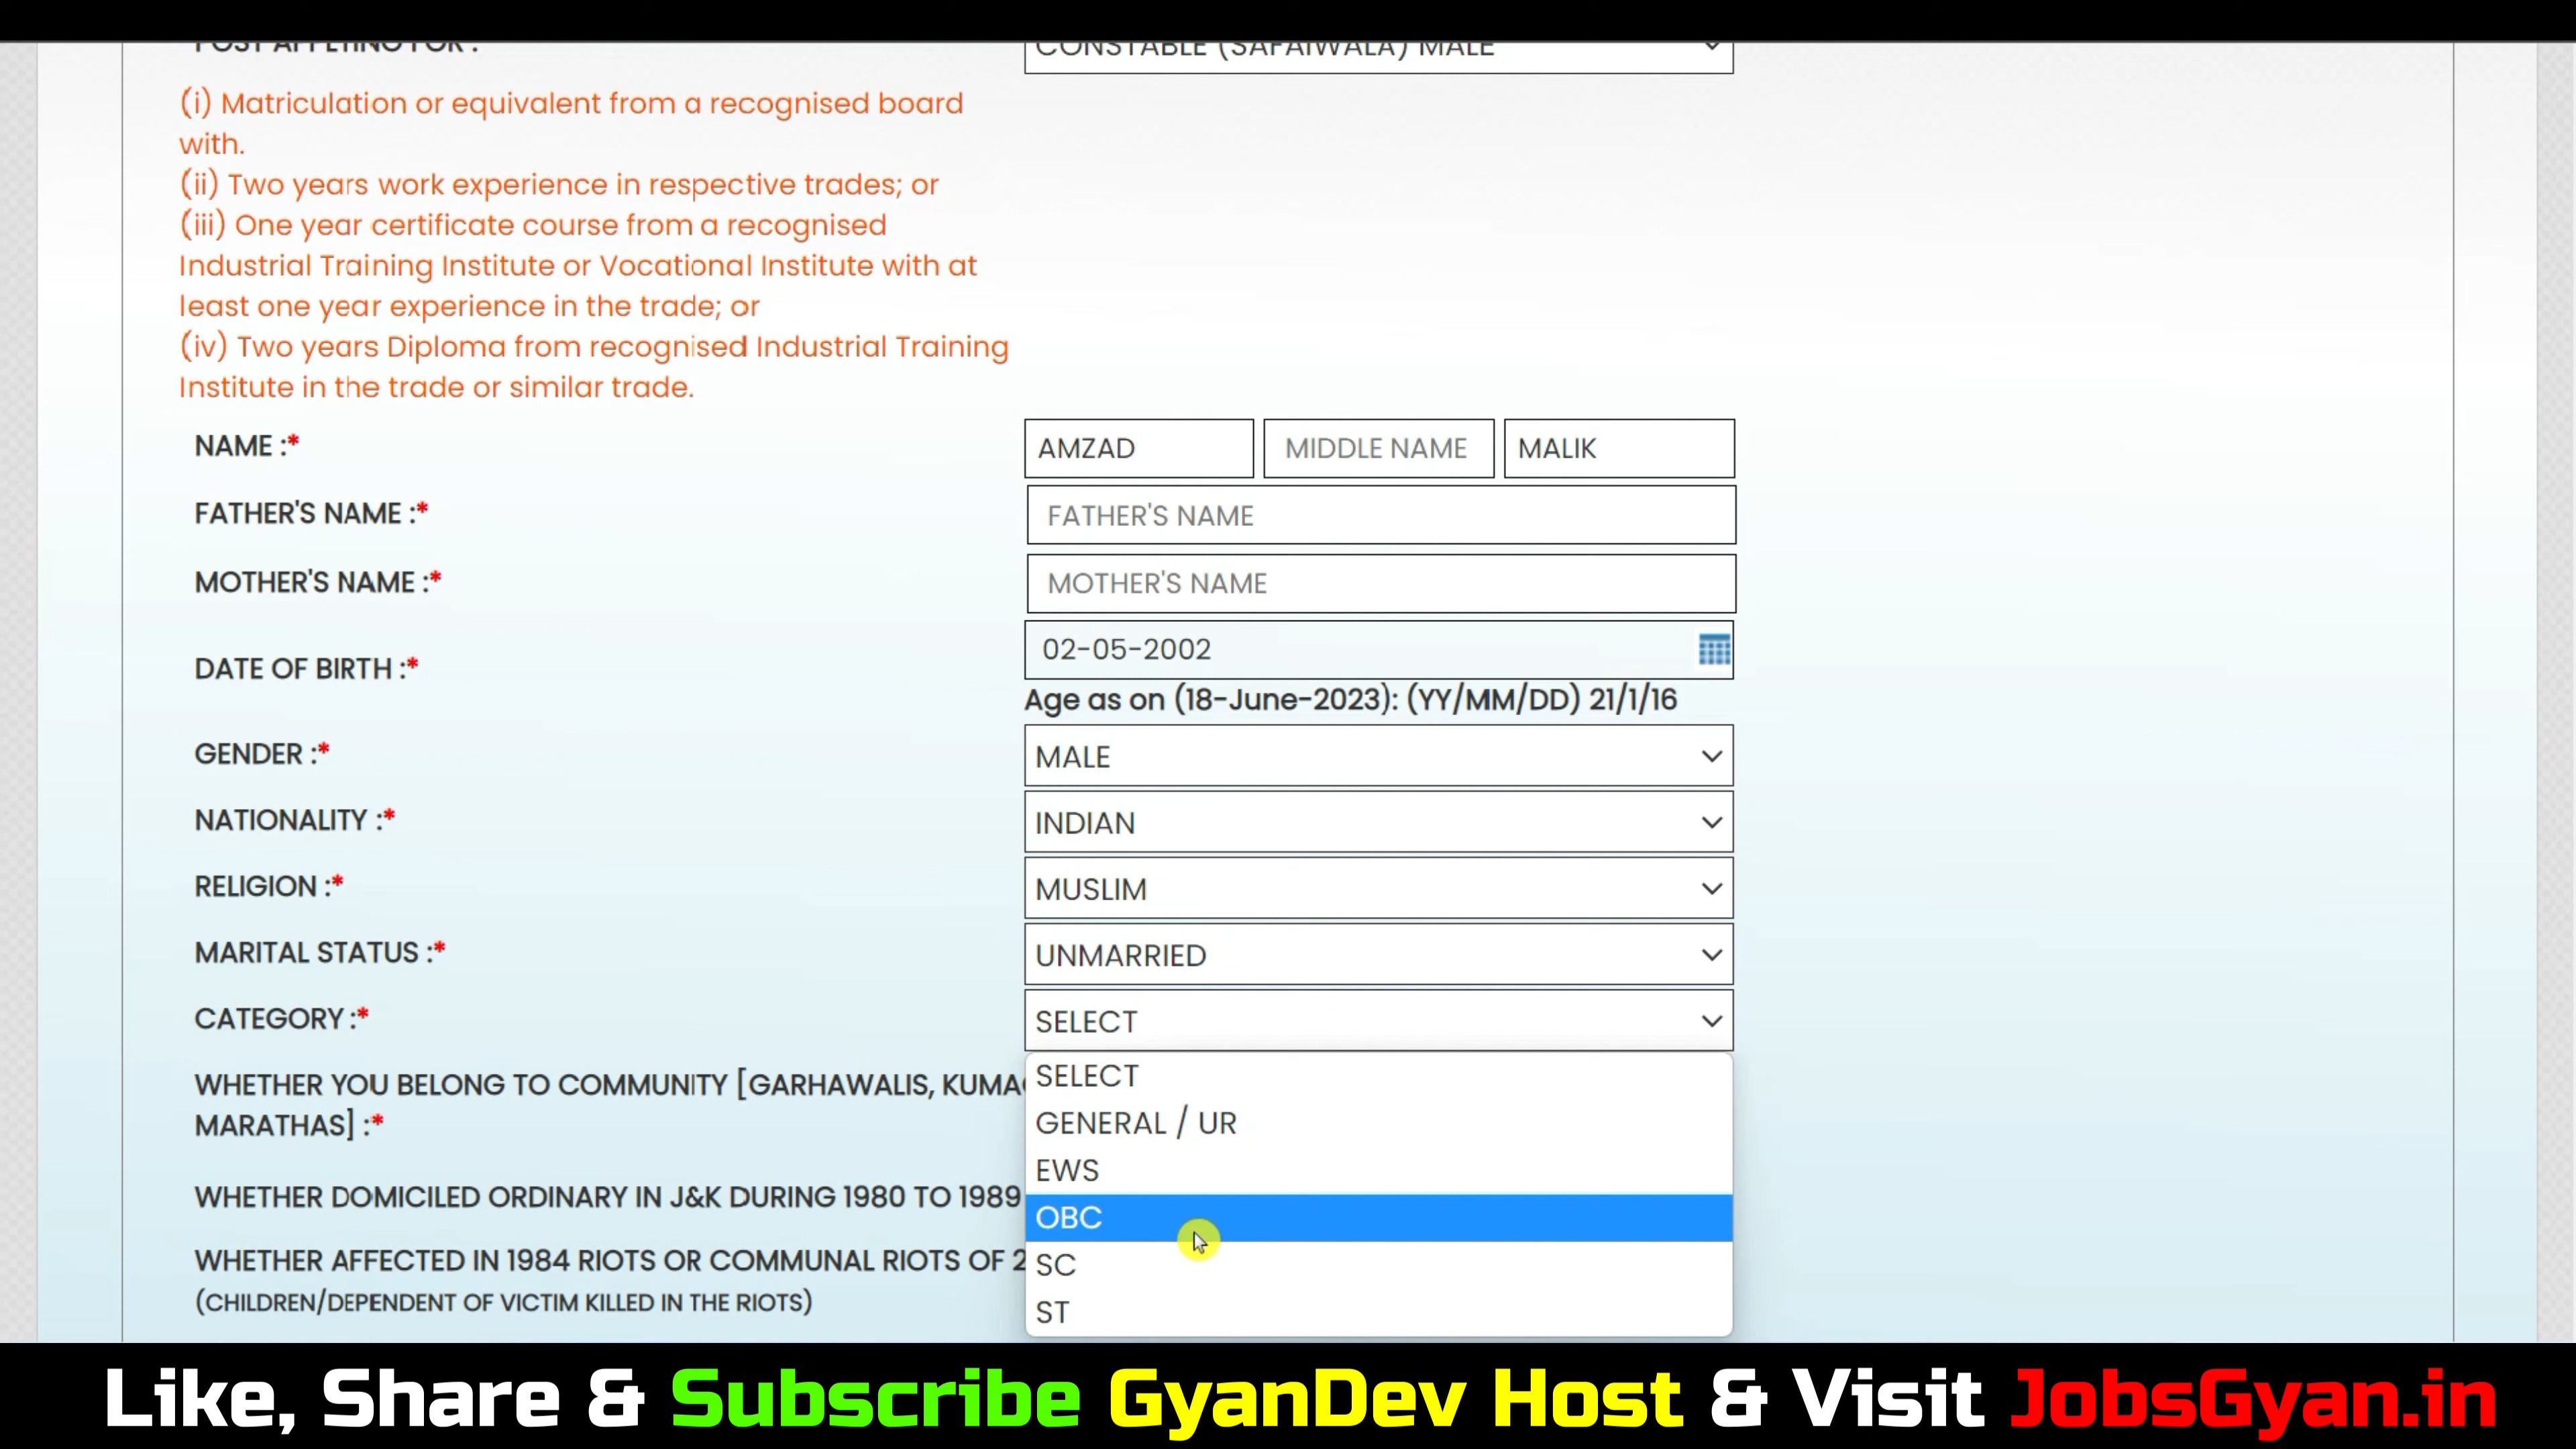 POST APPLYING FOR :
CONSTABLE (SAFAIWALA) MALE
(i) Matriculation or equivalent from a recognised board
with.
(ii) Two years work experience in respective trades; or
(iii) One year certificate course from a recognised
Industrial Training Institute or Vocational Institute with at
least one year experience in the trade; or
(iv) Two years Diploma from recognised Industrial Training
Institute in the trade or similar trade.
NAME :* AMZAD MIDDLE NAME MALIK
FATHER'S NAME :* FATHER'S NAME
MOTHER'S NAME :* MOTHER'S NAME
DATE OF BIRTH :* 02-05-2002
Age as on (18-June-2023): (YY/MM/DD) 21/1/16
GENDER :* MALE
NATIONALITY :* INDIAN
RELIGION :* MUSLIM
MARITAL STATUS :* UNMARRIED
CATEGORY :* SELECT
SELECT
GENERAL / UR
EWS
OBC
SC
ST
WHETHER YOU BELONG TO COMMUNITY [GARHAWALIS,
MARATHAS] :*
WHETHER DOMICILED ORDINARY IN J&K DURING 1980 TO 1989
WHETHER AFFECTED IN 1984 RIOTS OR COMMUNAL RIOTS OF
(CHILDREN/DEPENDENT OF VICTIM KILLED IN THE RIOTS)
Like, Share & Subscribe GyanDev Host & Visit JobsGyan.in